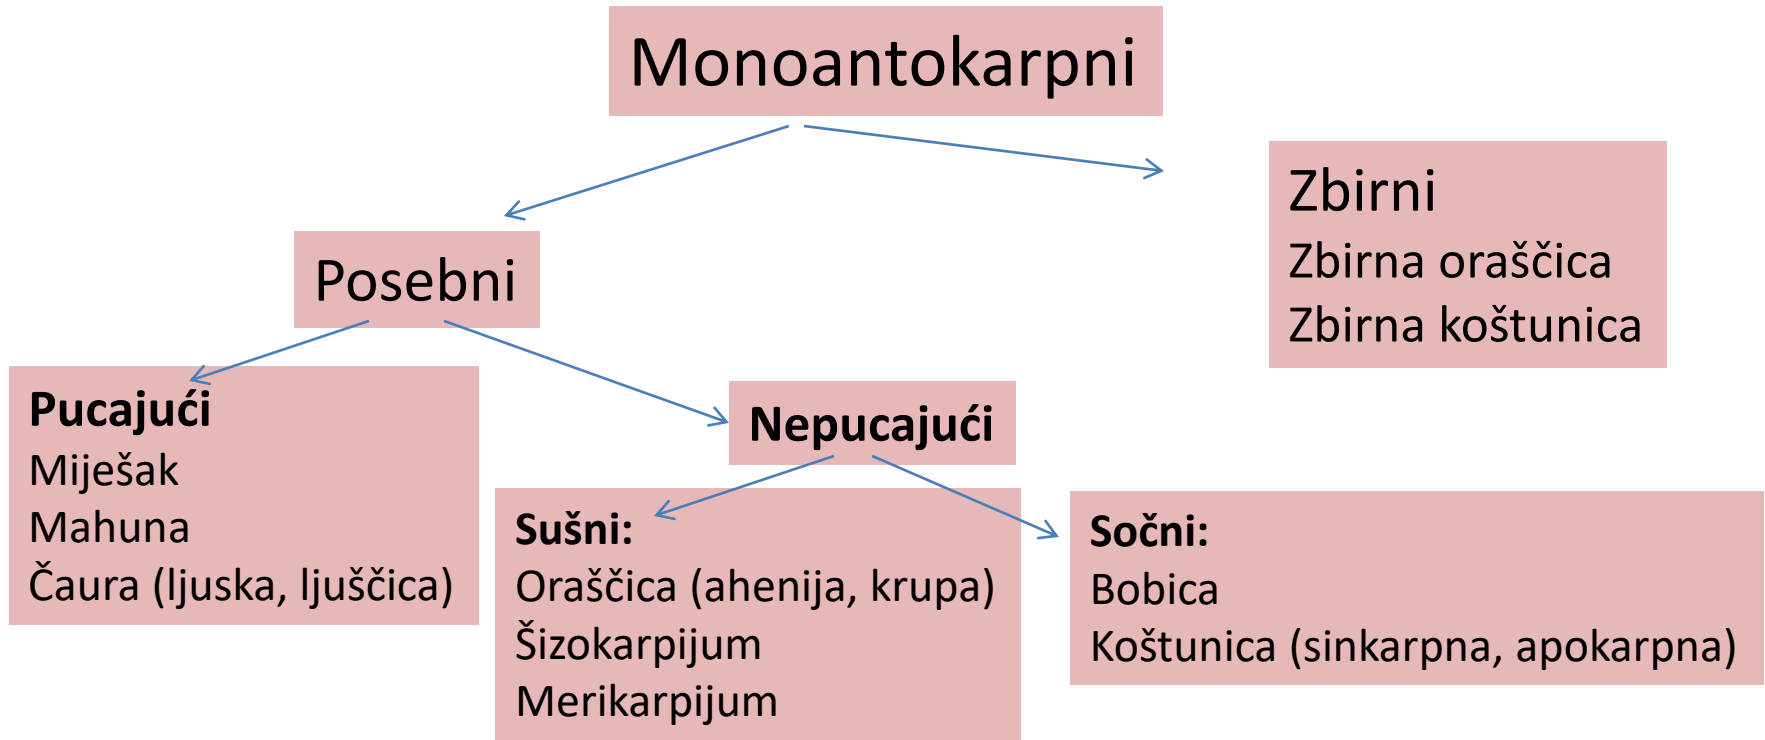 Monoantokarpni
Zbirni
Zbirna oraščica
Zbirna koštunica
Posebni
Pucajući
Miješak
Mahuna
Čaura (ljuska, ljuščica)
Nepucajući
Sušni:
Oraščica (ahenija, krupa)
Šizokarpijum
Merikarpijum
Sočni:
Bobica
Koštunica (sinkarpna, apokarpna)